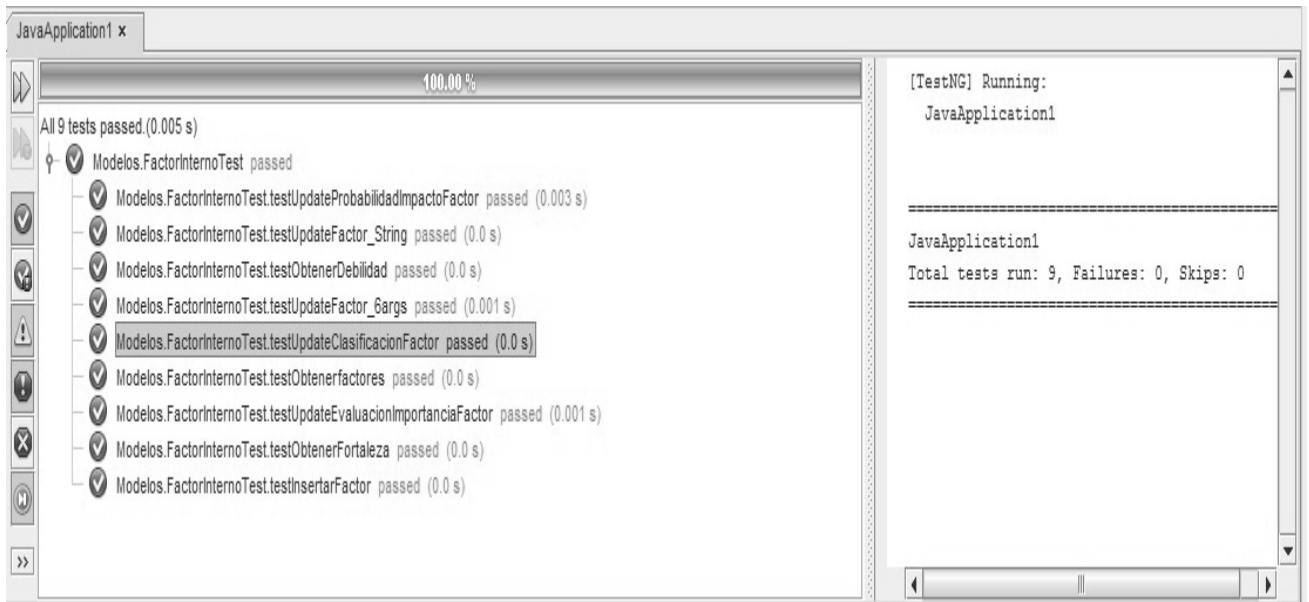 JavaApplication1 ×
100.00 %
All 9 tests passed.(0.005 s)
Modelos.FactorInternoTest passed
Modelos.FactorInternoTest.testUpdateProbabilidadImpactoFactor passed (0.003 s)
Modelos.FactorInternoTest.testUpdateFactor_String passed (0.0 s)
Modelos.FactorInternoTest.testObtenerDebilidad passed (0.0 s)
Modelos.FactorInternoTest.testUpdateFactor_6args passed (0.001 s)
Modelos.FactorInternoTest.testUpdateClasificacionFactor passed (0.0 s)
Modelos.FactorInternoTest.testObtenerfactores passed (0.0 s)
Modelos.FactorInternoTest.testUpdateEvaluacionImportanciaFactor passed (0.001 s)
Modelos.FactorInternoTest.testObtenerFortaleza passed (0.0 s)
Modelos.FactorInternoTest.testInsertarFactor passed (0.0 s)
[TestNG] Running:
JavaApplication1
===============================================
JavaApplication1
Total tests run: 9, Failures: 0, Skips: 0
===============================================